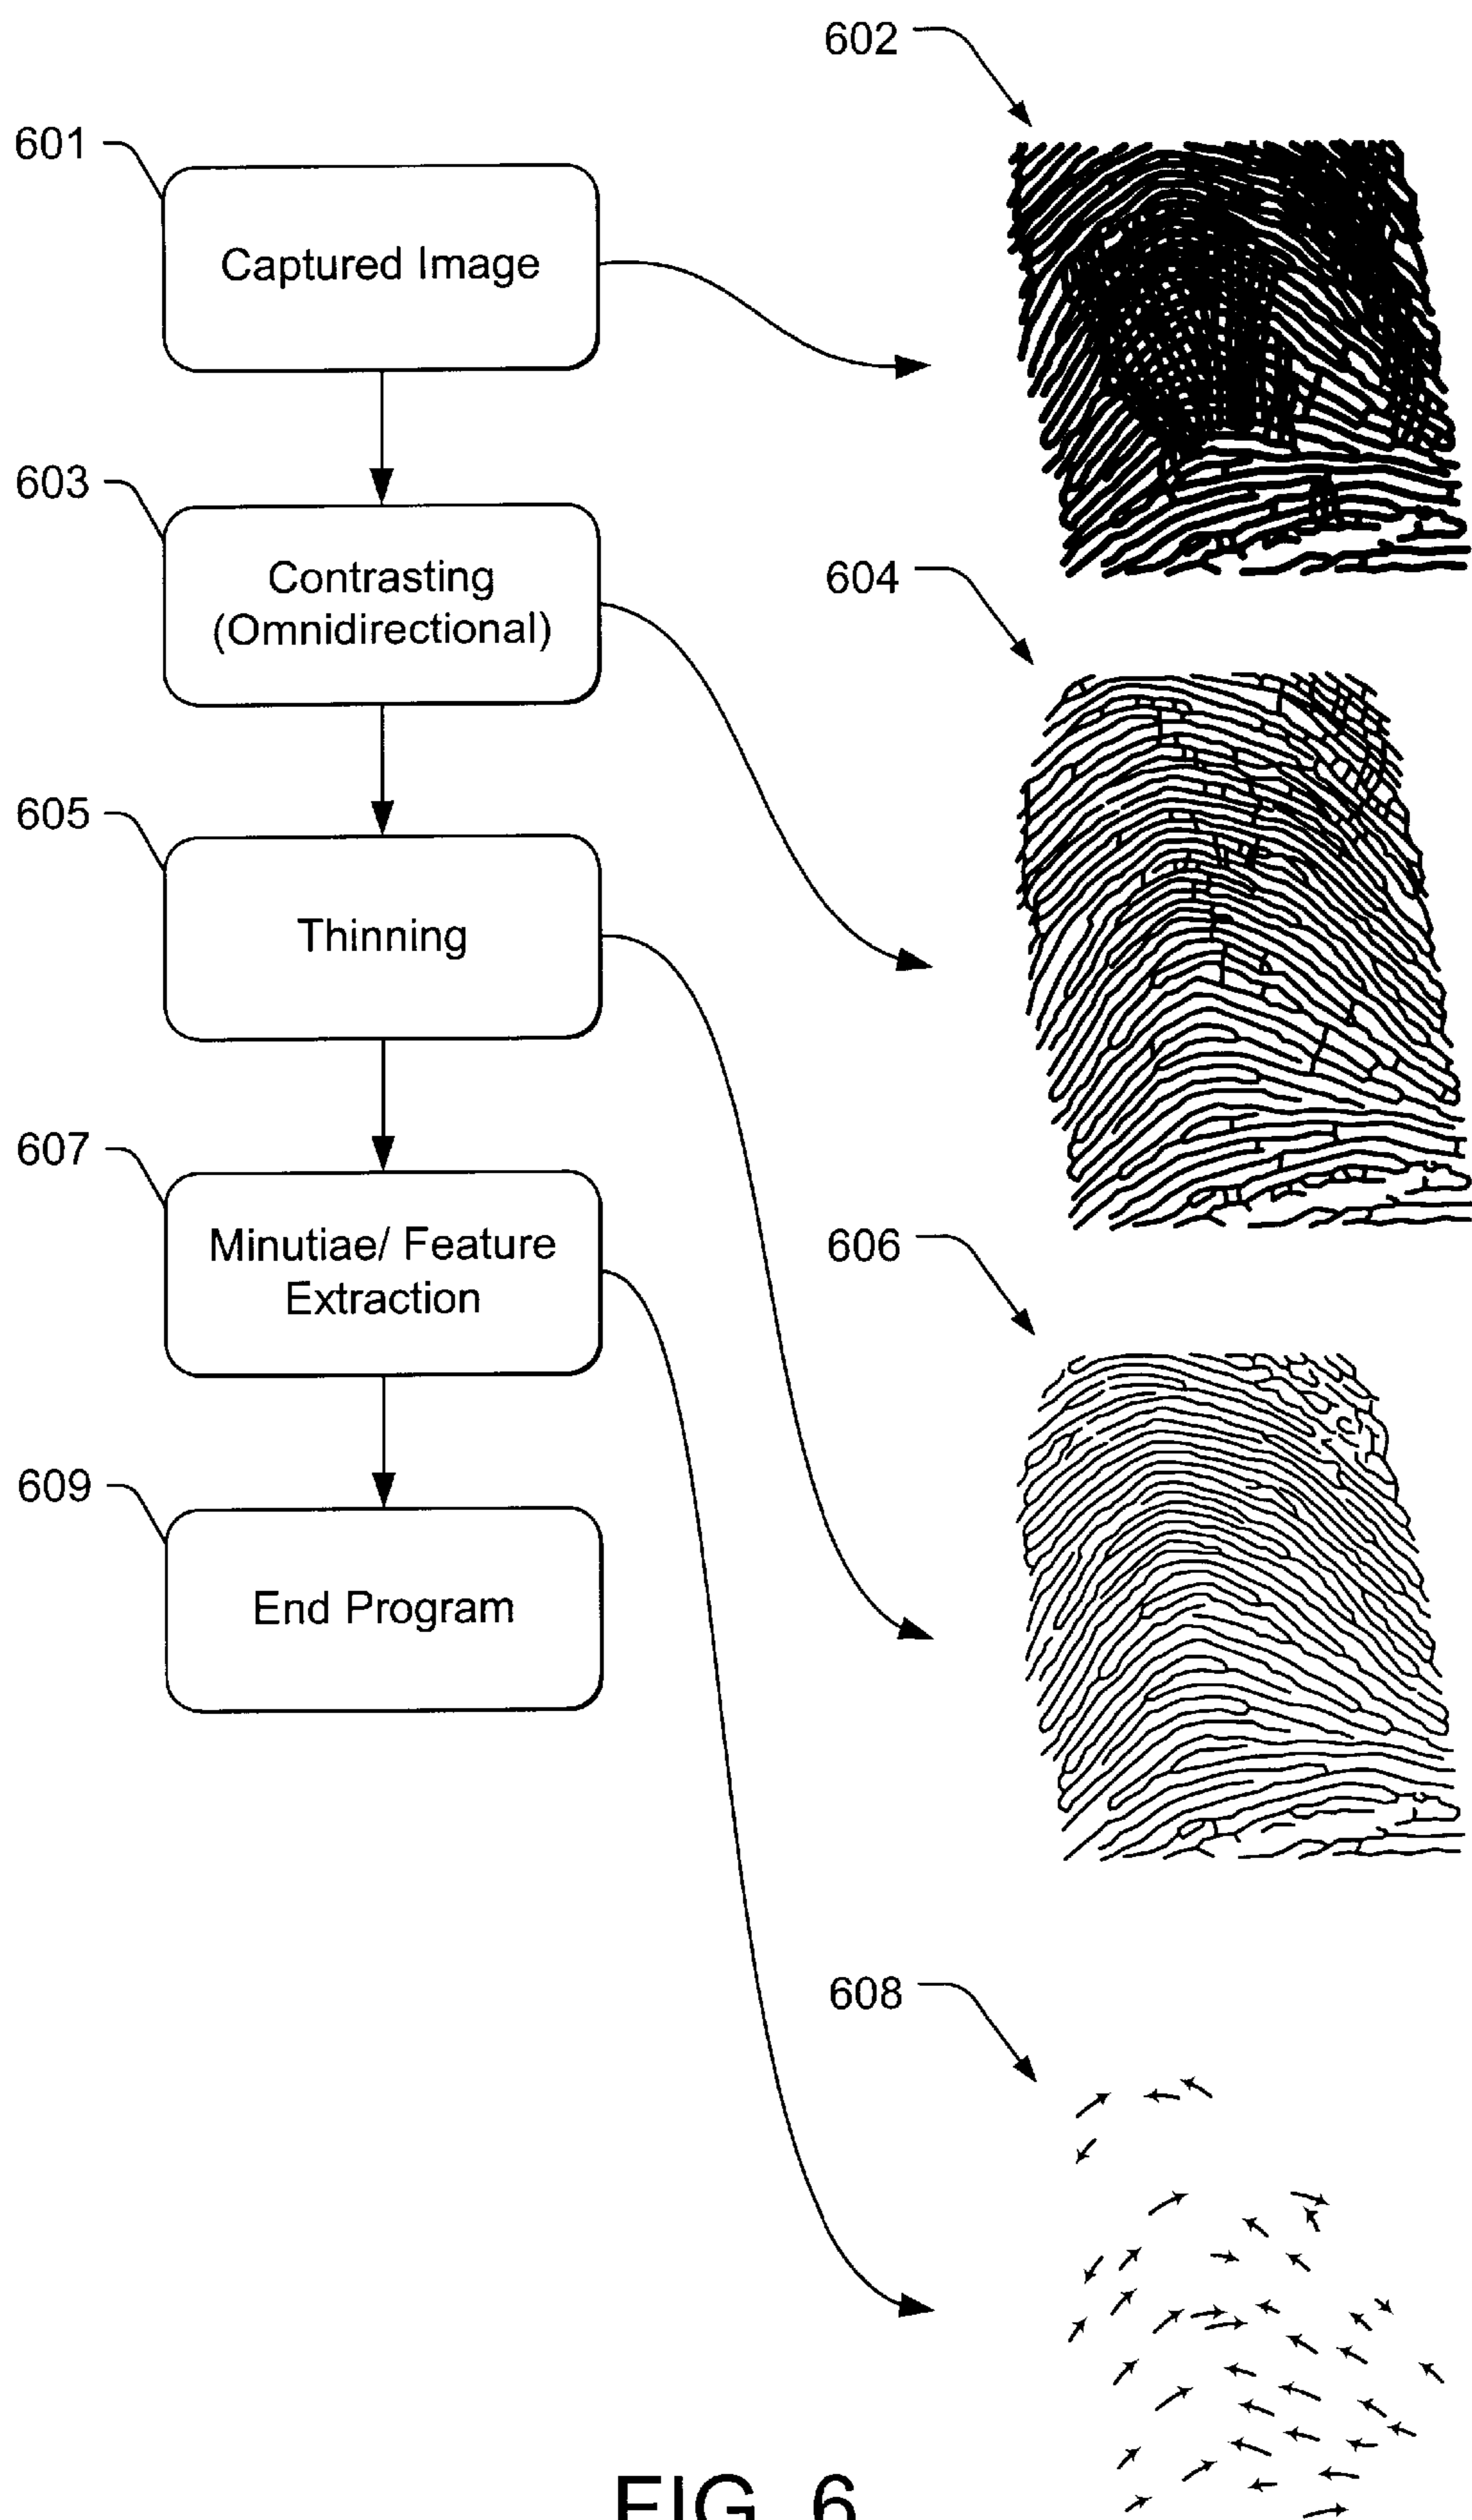 602
601
Captured Image
603
Contrasting
(Omnidirectional)
604
605
Thinning
607
Minutiae/ Feature
Extraction
606
609
End Program
608
FIG. 6